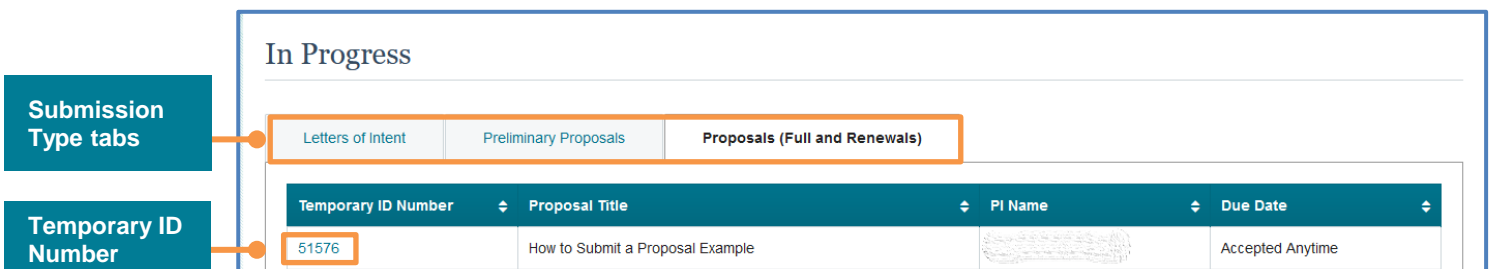 In Progress
Submission
Type tabs
Letters of Intent Preliminary Proposals Proposals (Full and Renewals)
Temporary ID Number Proposal Title PI Name Due Date
Temporary ID
Number
51576 How to Submit a Proposal Example Accepted Anytime